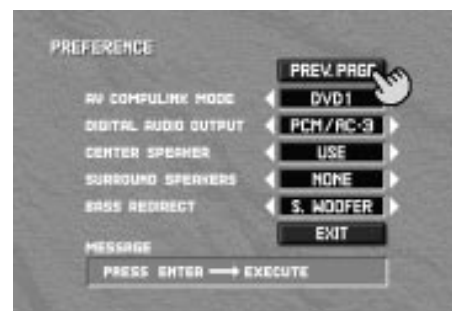 PREFERENCE
PREV. PAGE
AV COMPULINK MODE DVD1
DIGITAL AUDIO OUTPUT PCM/AC-3
CENTER SPEAKER USE
SURROUND SPEAKERS NONE
BASS REDIRECT S. WOOFER
EXIT
MESSAGE
PRESS ENTER → EXECUTE